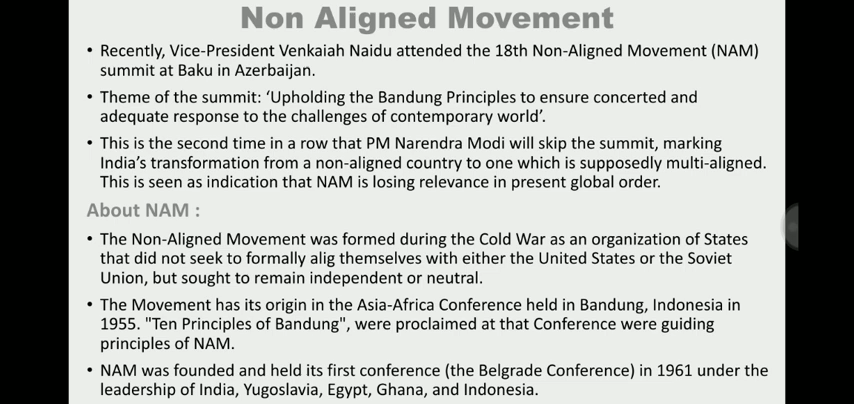 Non Aligned Movement
• Recently, Vice-President Venkaiah Naidu attended the 18th Non-Aligned Movement (NAM)
summit at Baku in Azerbaijan.
• Theme of the summit: ‘Upholding the Bandung Principles to ensure concerted and
adequate response to the challenges of contemporary world’.
• This is the second time in a row that PM Narendra Modi will skip the summit, marking
India’s transformation from a non-aligned country to one which is supposedly multi-aligned.
This is seen as indication that NAM is losing relevance in present global order.
About NAM :
• The Non-Aligned Movement was formed during the Cold War as an organization of States
that did not seek to formally alig themselves with either the United States or the Soviet
Union, but sought to remain independent or neutral.
• The Movement has its origin in the Asia-Africa Conference held in Bandung, Indonesia in
1955. "Ten Principles of Bandung", were proclaimed at that Conference were guiding
principles of NAM.
• NAM was founded and held its first conference (the Belgrade Conference) in 1961 under the
leadership of India, Yugoslavia, Egypt, Ghana, and Indonesia.